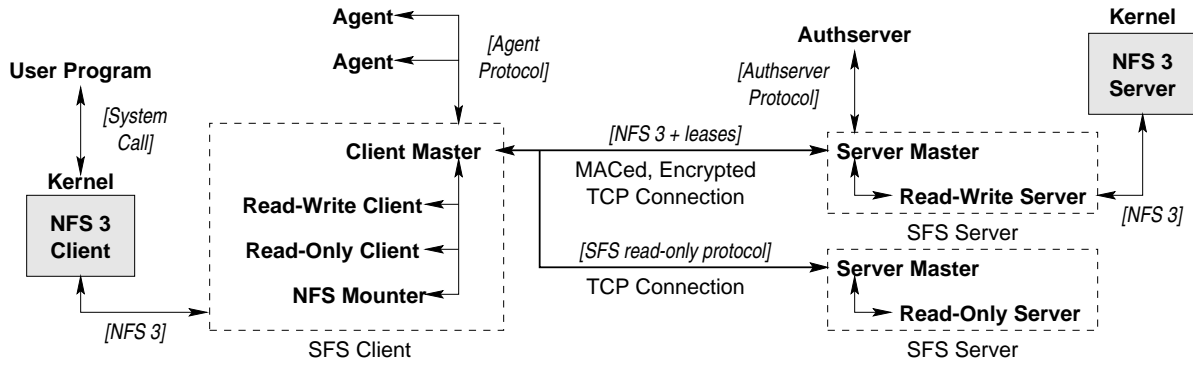 Agent
Agent
[Agent
Protocol]
User Program
[System
Call]
Kernel
NFS 3
Client
[NFS 3]
Client Master
Read-Write Client
Read-Only Client
NFS Mounter
SFS Client
[NFS 3 + leases]
MACed, Encrypted
TCP Connection
[SFS read-only protocol]
TCP Connection
Authserver
[Authserver
Protocol]
Server Master
Read-Write Server
SFS Server
Kernel
NFS 3
Server
[NFS 3]
Server Master
Read-Only Server
SFS Server